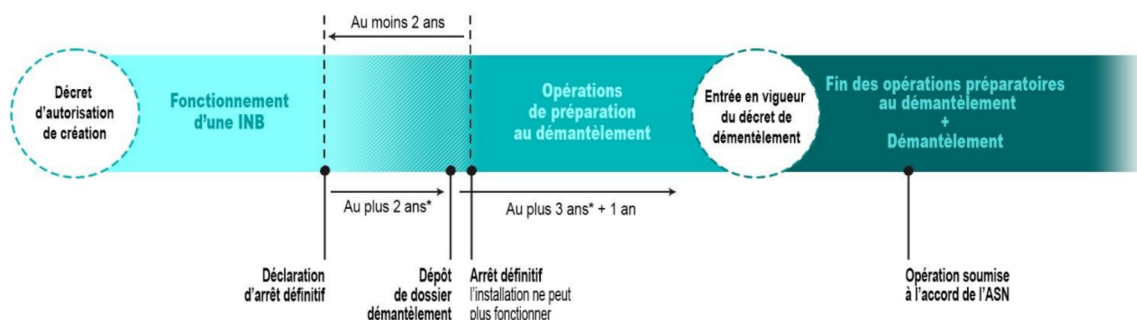 Au moins 2 ans
Décret
d'autorisation
de création
Fonctionnement
d'une INB
Opérations
de préparation
au démantèlement
Entrée en vigueur
du décret de
démentèlement
Fin des opérations préparatoires
au démantèlement
+
Démantèlement
Au plus 2 ans*
Au plus 3 ans* + 1 an
Déclaration
d'arrêt définitif
Dépôt
de dossier
démantèlement
Arrêt définitif
l'installation ne peut
plus fonctionner
Opération soumise
à l'accord de l'ASN